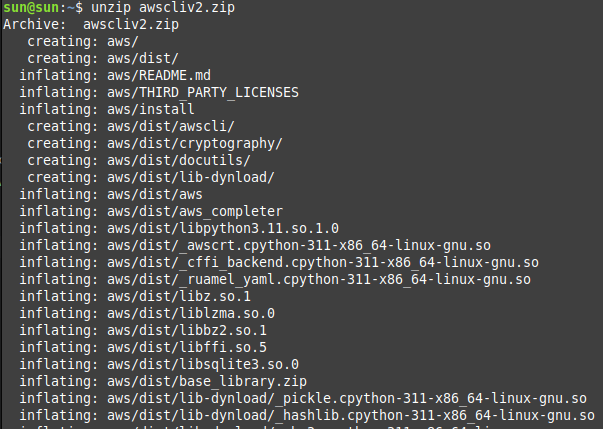 sun@sun:~$ unzip awscliv2.zip
Archive:  awscliv2.zip
   creating: aws/
   creating: aws/dist/
  inflating: aws/README.md
  inflating: aws/THIRD_PARTY_LICENSES
  inflating: aws/install
   creating: aws/dist/awscli/
   creating: aws/dist/cryptography/
   creating: aws/dist/docutils/
   creating: aws/dist/lib-dynload/
  inflating: aws/dist/aws
  inflating: aws/dist/aws_completer
  inflating: aws/dist/libpython3.11.so.1.0
  inflating: aws/dist/_awscrt.cpython-311-x86_64-linux-gnu.so
  inflating: aws/dist/_cffi_backend.cpython-311-x86_64-linux-gnu.so
  inflating: aws/dist/_ruamel_yaml.cpython-311-x86_64-linux-gnu.so
  inflating: aws/dist/libz.so.1
  inflating: aws/dist/liblzma.so.0
  inflating: aws/dist/libbz2.so.1
  inflating: aws/dist/libffi.so.5
  inflating: aws/dist/libsqlite3.so.0
  inflating: aws/dist/base_library.zip
  inflating: aws/dist/lib-dynload/_pickle.cpython-311-x86_64-linux-gnu.so
  inflating: aws/dist/lib-dynload/_hashlib.cpython-311-x86_64-linux-gnu.so